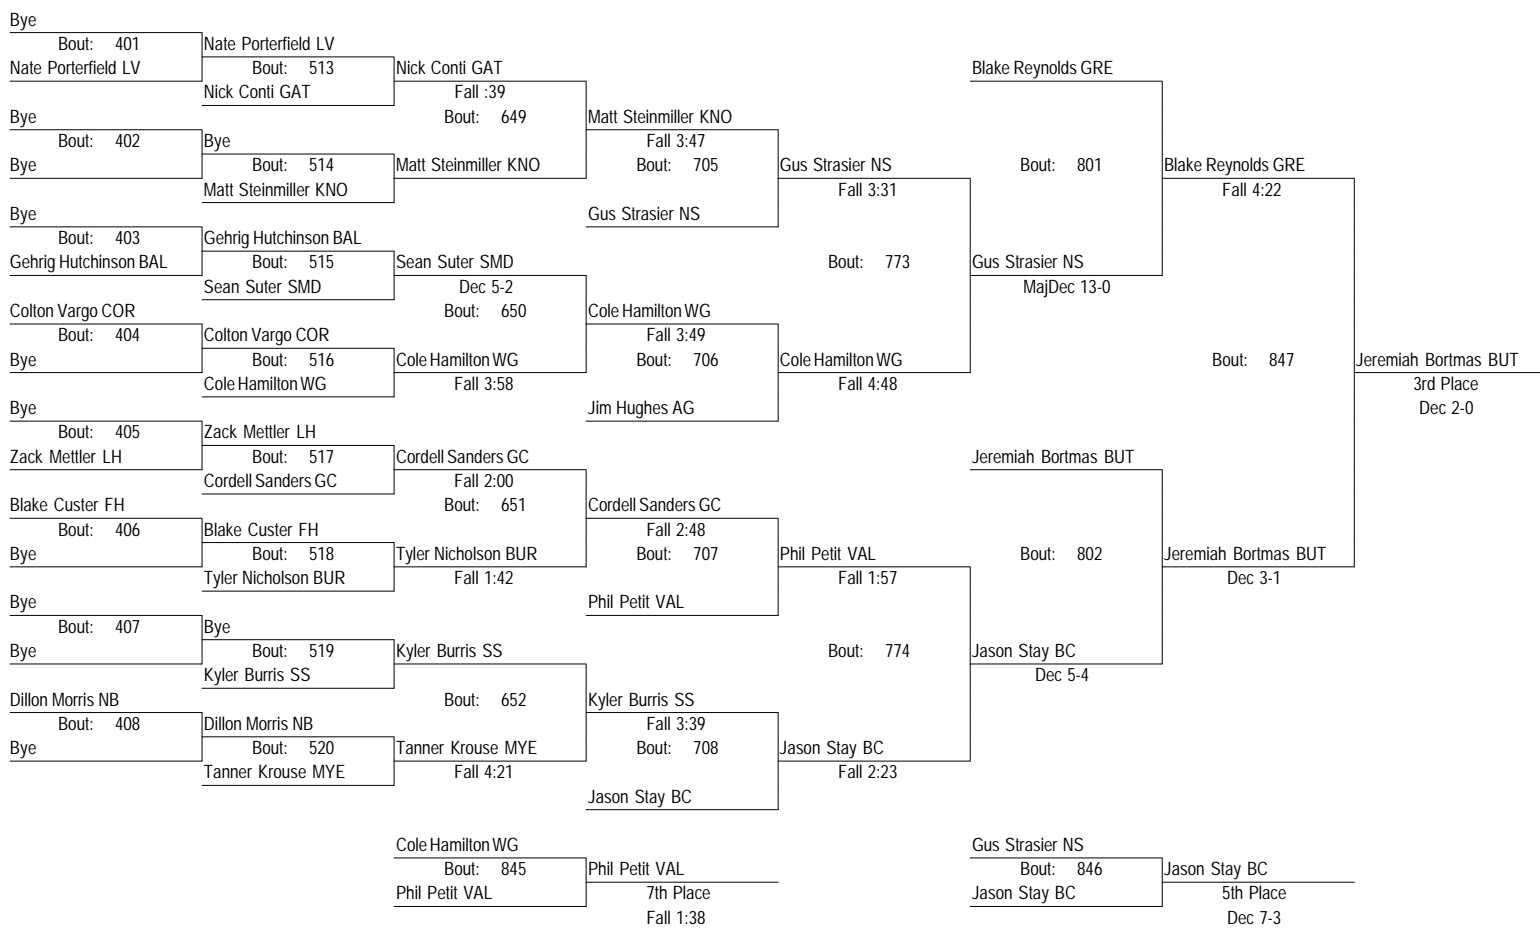 Bye
Bout: 401 Nate Porterfield LV
Nate Porterfield LV Bout: 513 Nick Conti GAT Blake Reynolds GRE
Nick Conti GAT Fall :39
Bye Bout: 649 Matt Steinmiller KNO
Bout: 402 Bye Fall 3:47
Bye Bout: 514 Matt Steinmiller KNO Bout: 705 Gus Strasier NS Bout: 801 Blake Reynolds GRE
Matt Steinmiller KNO Fall 3:31 Fall 4:22
Bye Gus Strasier NS
Bout: 403 Gehrig Hutchinson BAL
Gehrig Hutchinson BAL Bout: 515 Sean Suter SMD Bout: 773 Gus Strasier NS
Sean Suter SMD Dec 5-2 MajDec 13-0
Colton Vargo COR Bout: 650 Cole Hamilton WG
Bout: 404 Colton Vargo COR Fall 3:49
Bye Bout: 516 Cole Hamilton WG Bout: 706 Cole Hamilton WG Bout: 847 Jeremiah Bortmas BUT
Cole Hamilton WG Fall 3:58 Fall 4:48 3rd Place
Bye Jim Hughes AG Dec 2-0
Bout: 405 Zack Mettler LH
Zack Mettler LH Bout: 517 Cordell Sanders GC Jeremiah Bortmas BUT
Cordell Sanders GC Fall 2:00
Blake Custer FH Bout: 651 Cordell Sanders GC
Bout: 406 Blake Custer FH Fall 2:48
Bye Bout: 518 Tyler Nicholson BUR Bout: 707 Phil Petit VAL Bout: 802 Jeremiah Bortmas BUT
Tyler Nicholson BUR Fall 1:42 Fall 1:57 Dec 3-1
Bye Phil Petit VAL
Bout: 407 Bye
Bye Bout: 519 Kyler Burris SS Bout: 774 Jason Stay BC
Kyler Burris SS Dec 5-4
Dillon Morris NB Bout: 652 Kyler Burris SS
Bout: 408 Dillon Morris NB Fall 3:39
Bye Bout: 520 Tanner Krouse MYE Bout: 708 Jason Stay BC
Tanner Krouse MYE Fall 4:21 Fall 2:23
Jason Stay BC
Cole Hamilton WG Gus Strasier NS
Bout: 845 Phil Petit VAL Bout: 846 Jason Stay BC
Phil Petit VAL 7th Place Jason Stay BC 5th Place
Fall 1:38 Dec 7-3